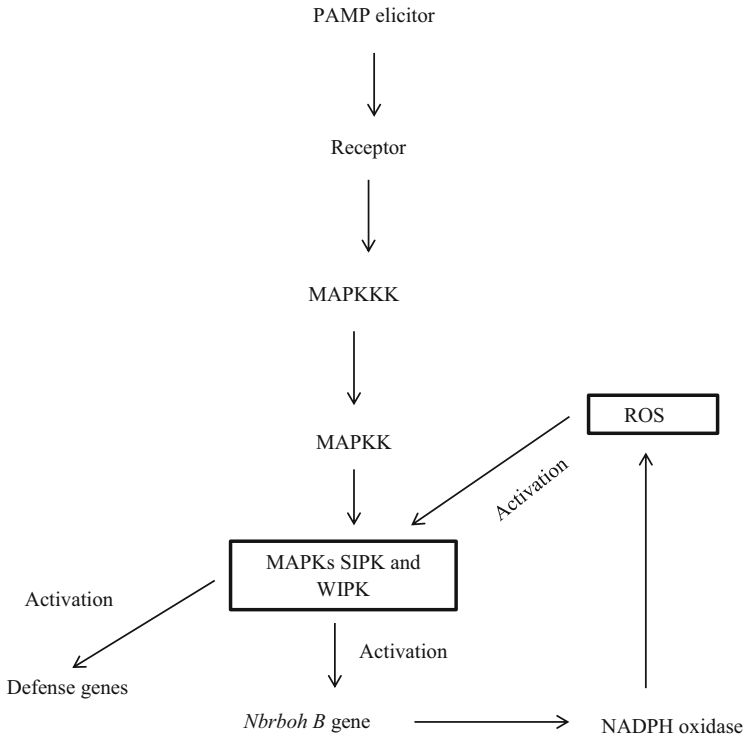 PAMP elicitor
Receptor
MAPKKK
MAPKK
ROS
Activation
MAPKs SIPK and
WIPK
Activation
Activation
Defense genes
Nbrboh B gene
NADPH oxidase